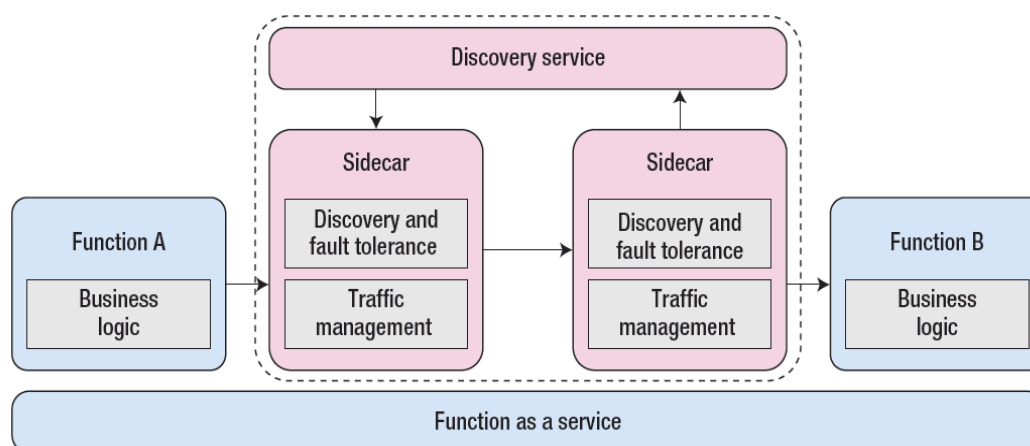 Discovery service
Sidecar
Discovery and
fault tolerance
Traffic
management
Sidecar
Discovery and
fault tolerance
Traffic
management
Function A
Business
logic
Function B
Business
logic
Function as a service